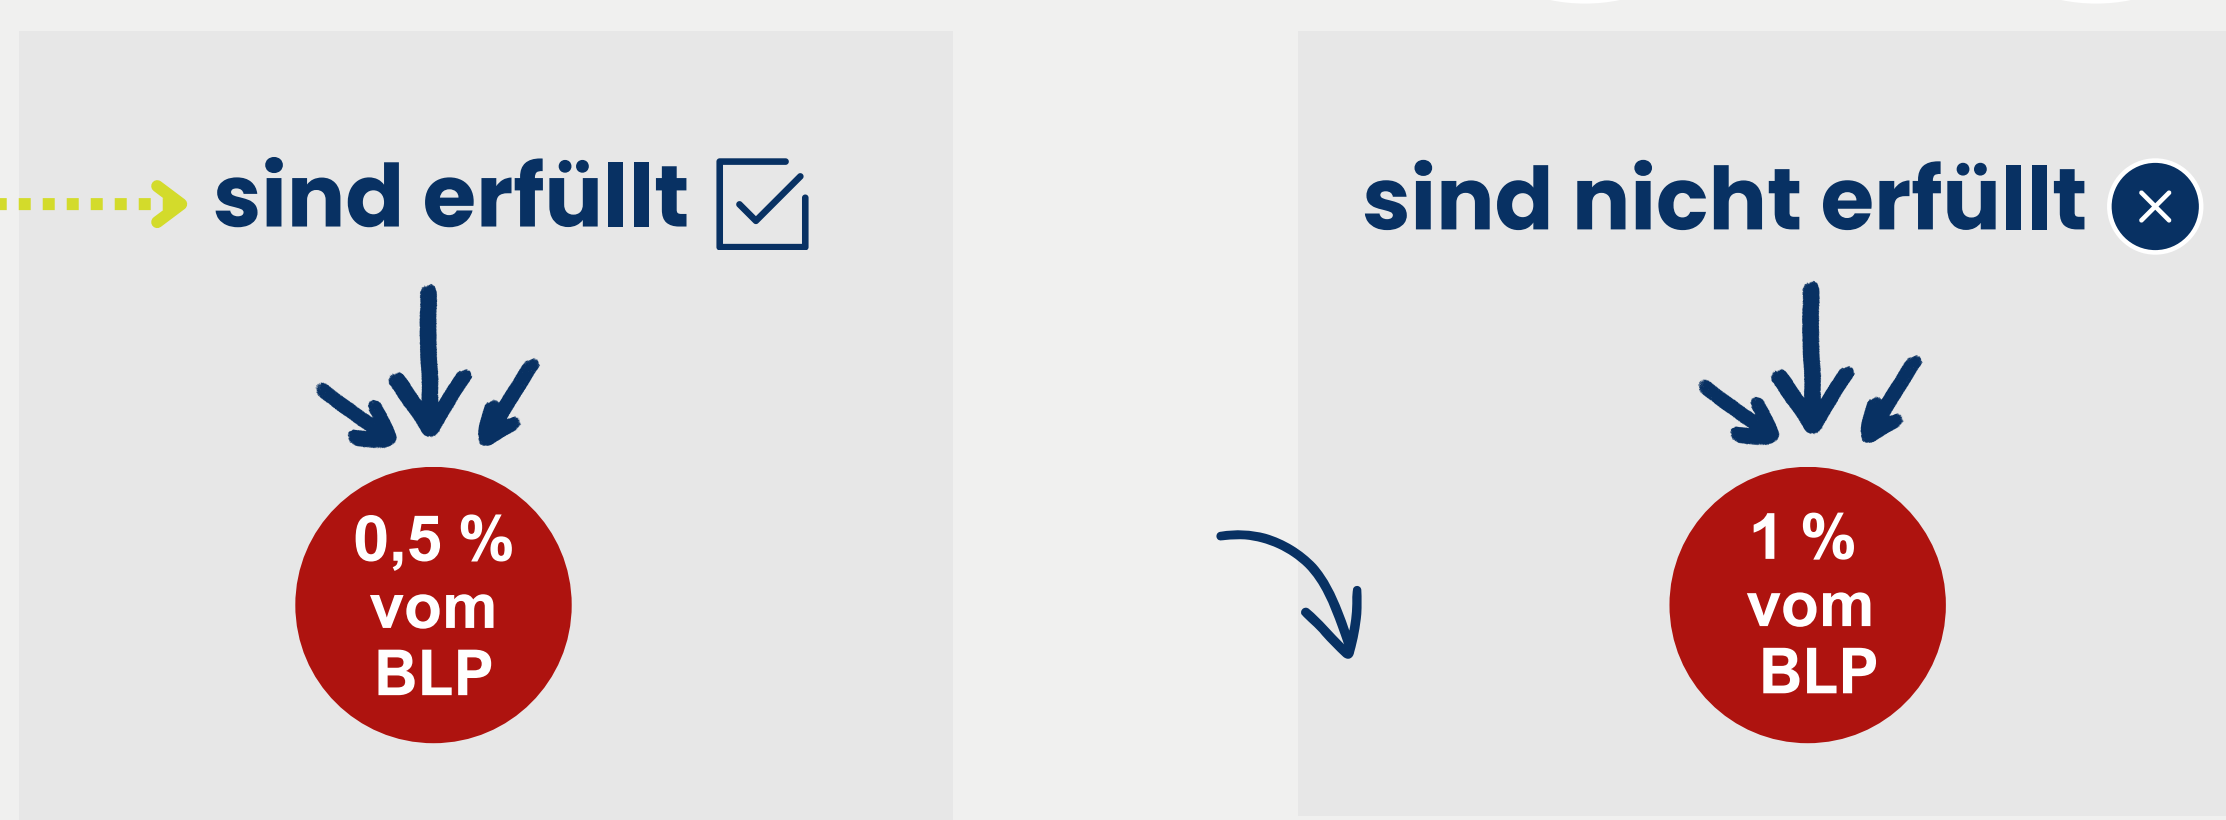 sind erfüllt
0,5 %
vom
BLP
sind nicht erfüllt
1 %
vom
BLP